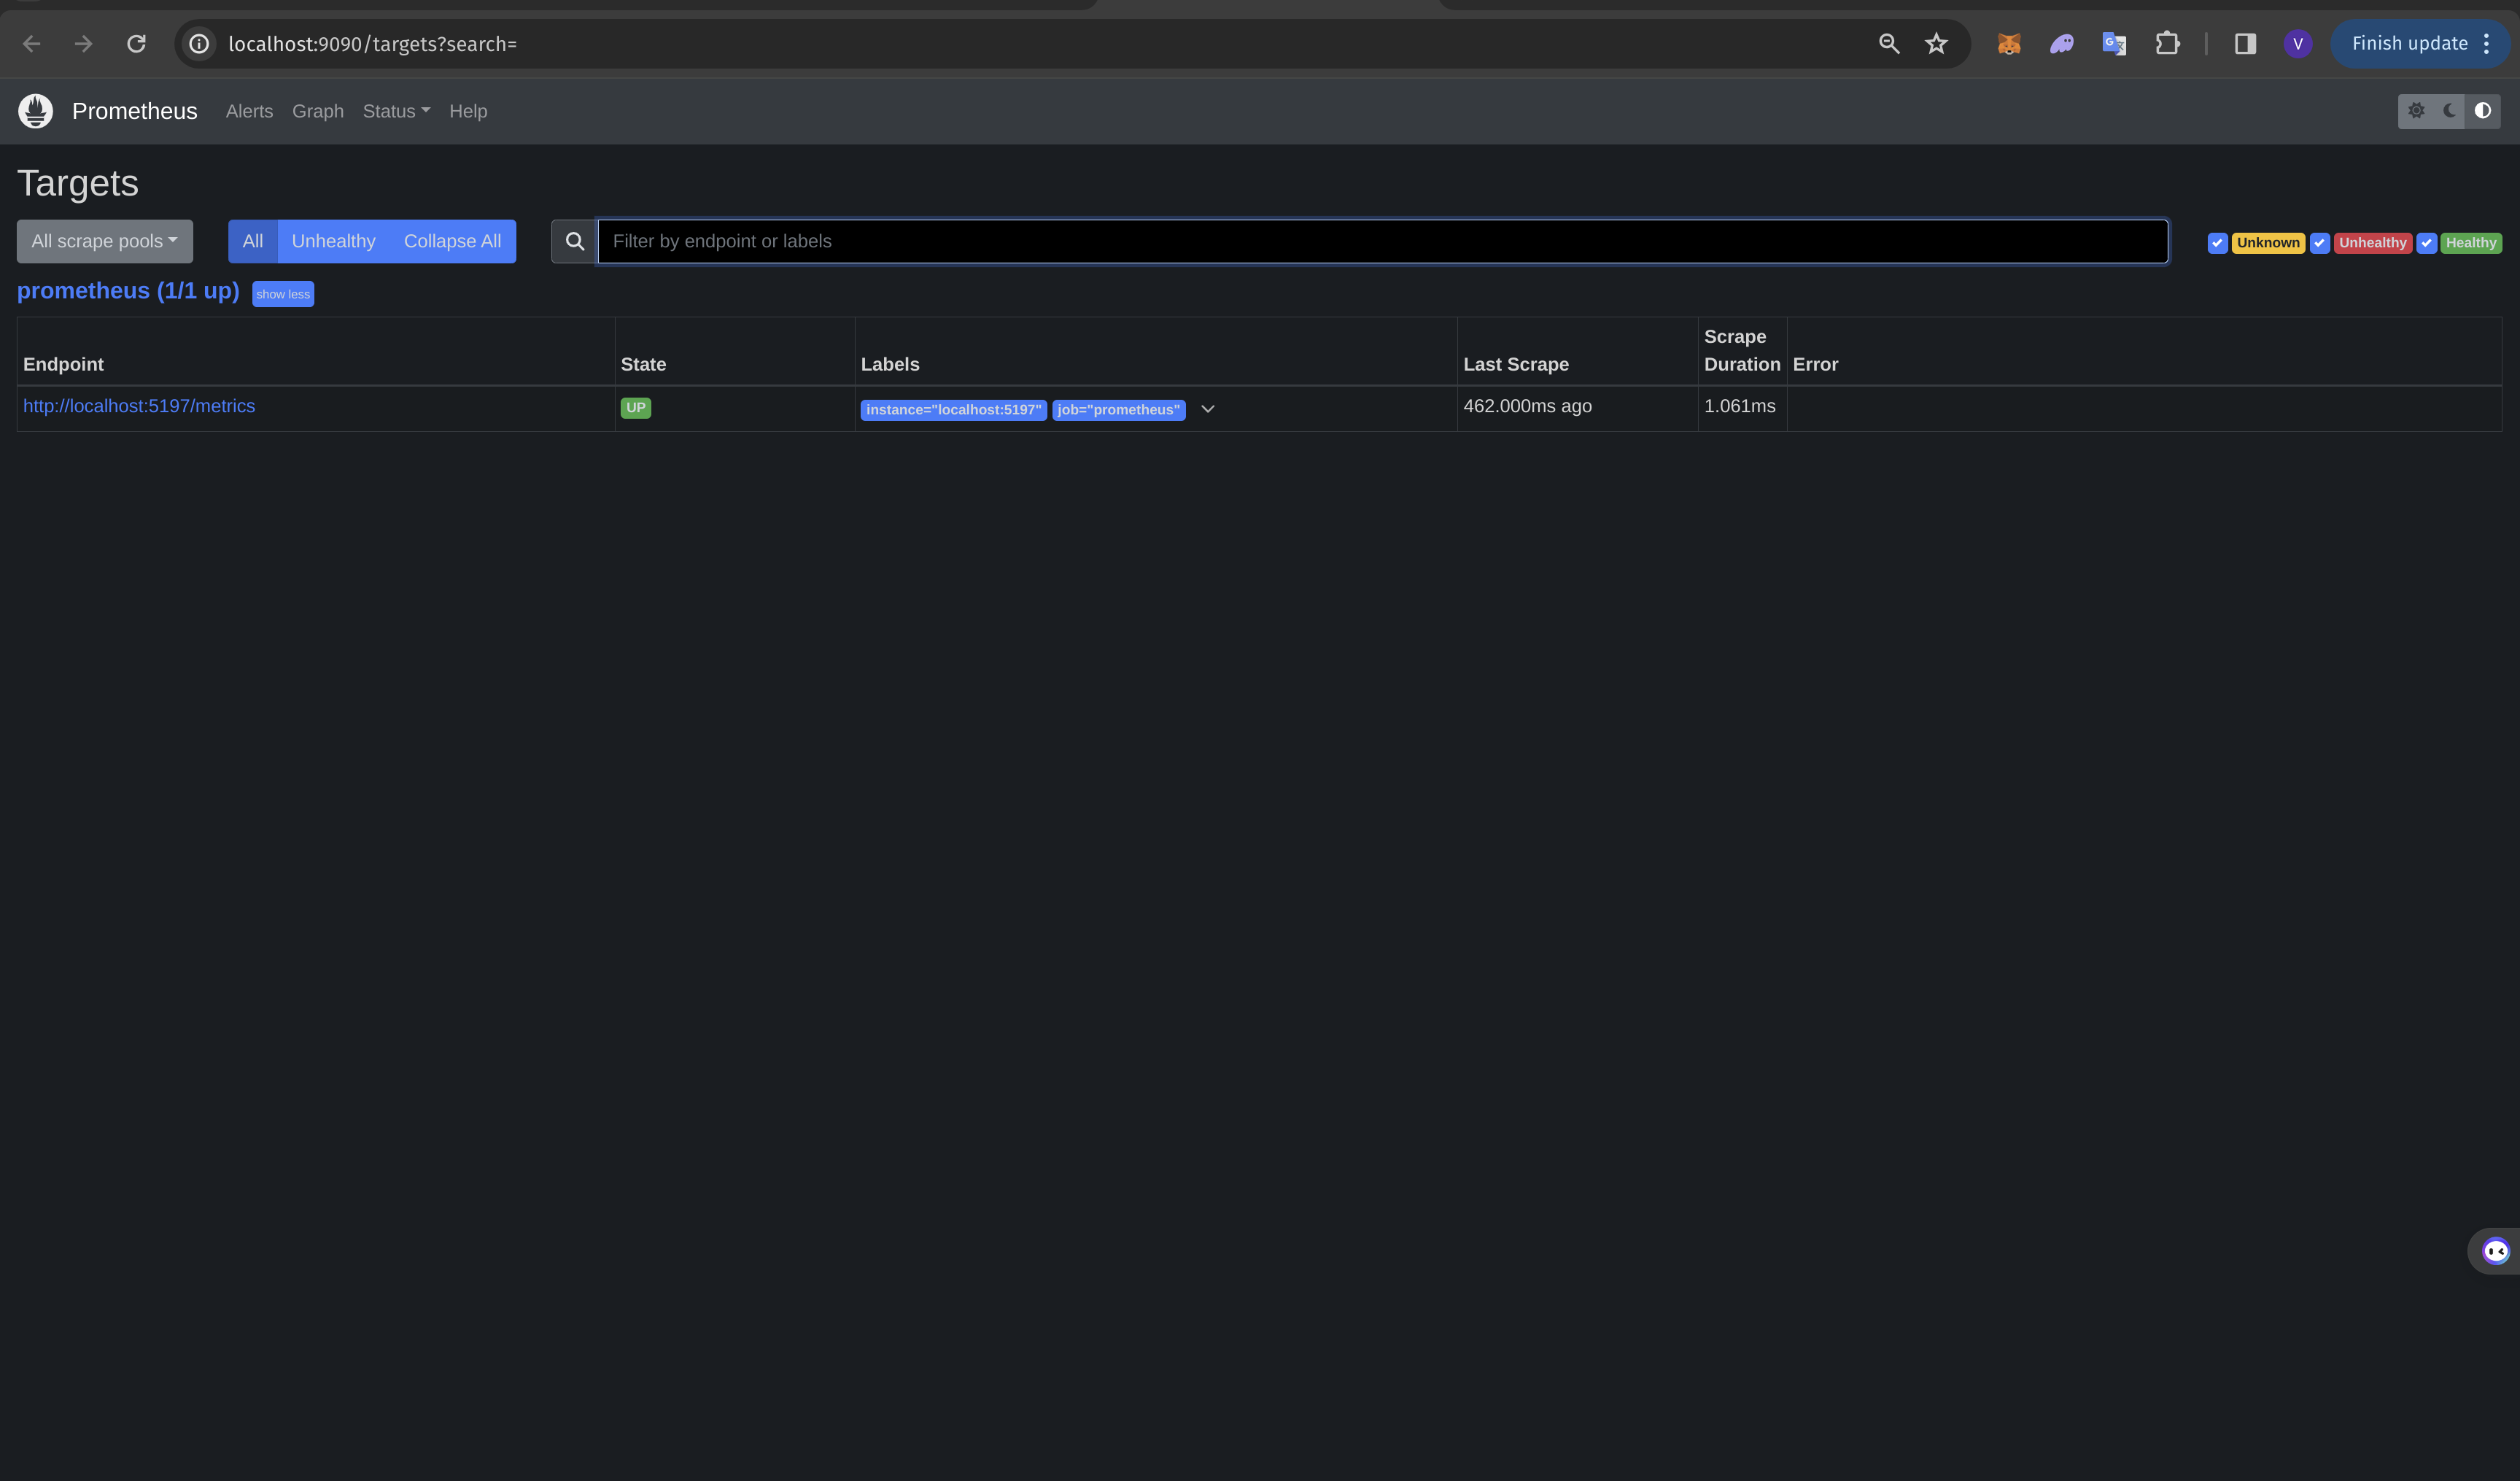 localhost:9090/targets?search=
V
Finish update
Prometheus Alerts Graph Status Help
Targets
All scrape pools All Unhealthy Collapse All Filter by endpoint or labels Unknown Unhealthy Healthy
prometheus (1/1 up) show less
Endpoint State Labels Last Scrape Scrape Duration Error
http://localhost:5197/metrics UP instance="localhost:5197" job="prometheus" 462.000ms ago 1.061ms